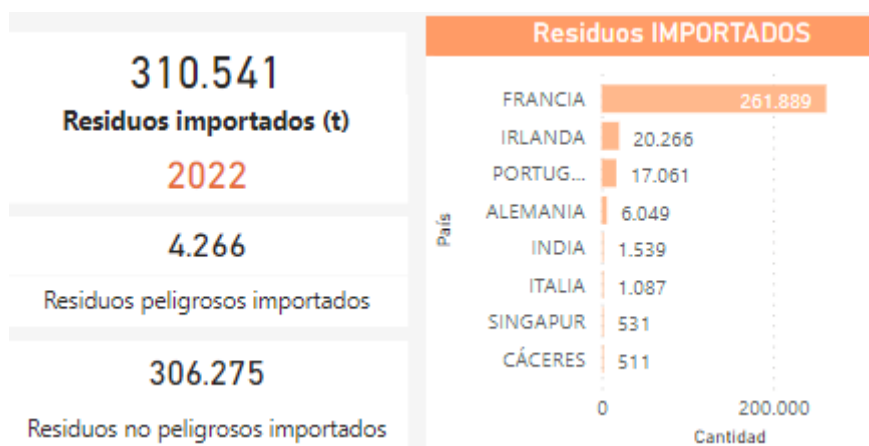 310.541
Residuos importados (t)
2022
4.266
Residuos peligrosos importados
306.275
Residuos no peligrosos importados
Residuos IMPORTADOS
País
FRANCIA 261.889
IRLANDA 20.266
PORTUG... 17.061
ALEMANIA 6.049
INDIA 1.539
ITALIA 1.087
SINGAPUR 531
CÁCERES 511
0 200.000
Cantidad